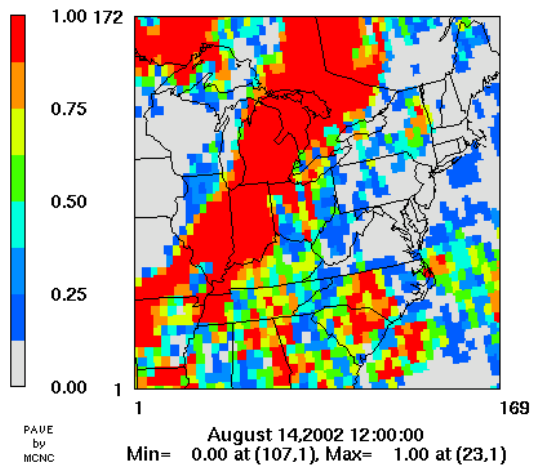 1.00
172
0.75
0.50
0.25
0.00
1
1
169
PAVE
by
MCNC
August 14,2002 12:00:00
Min= 0.00 at (107,1), Max= 1.00 at (23,1)